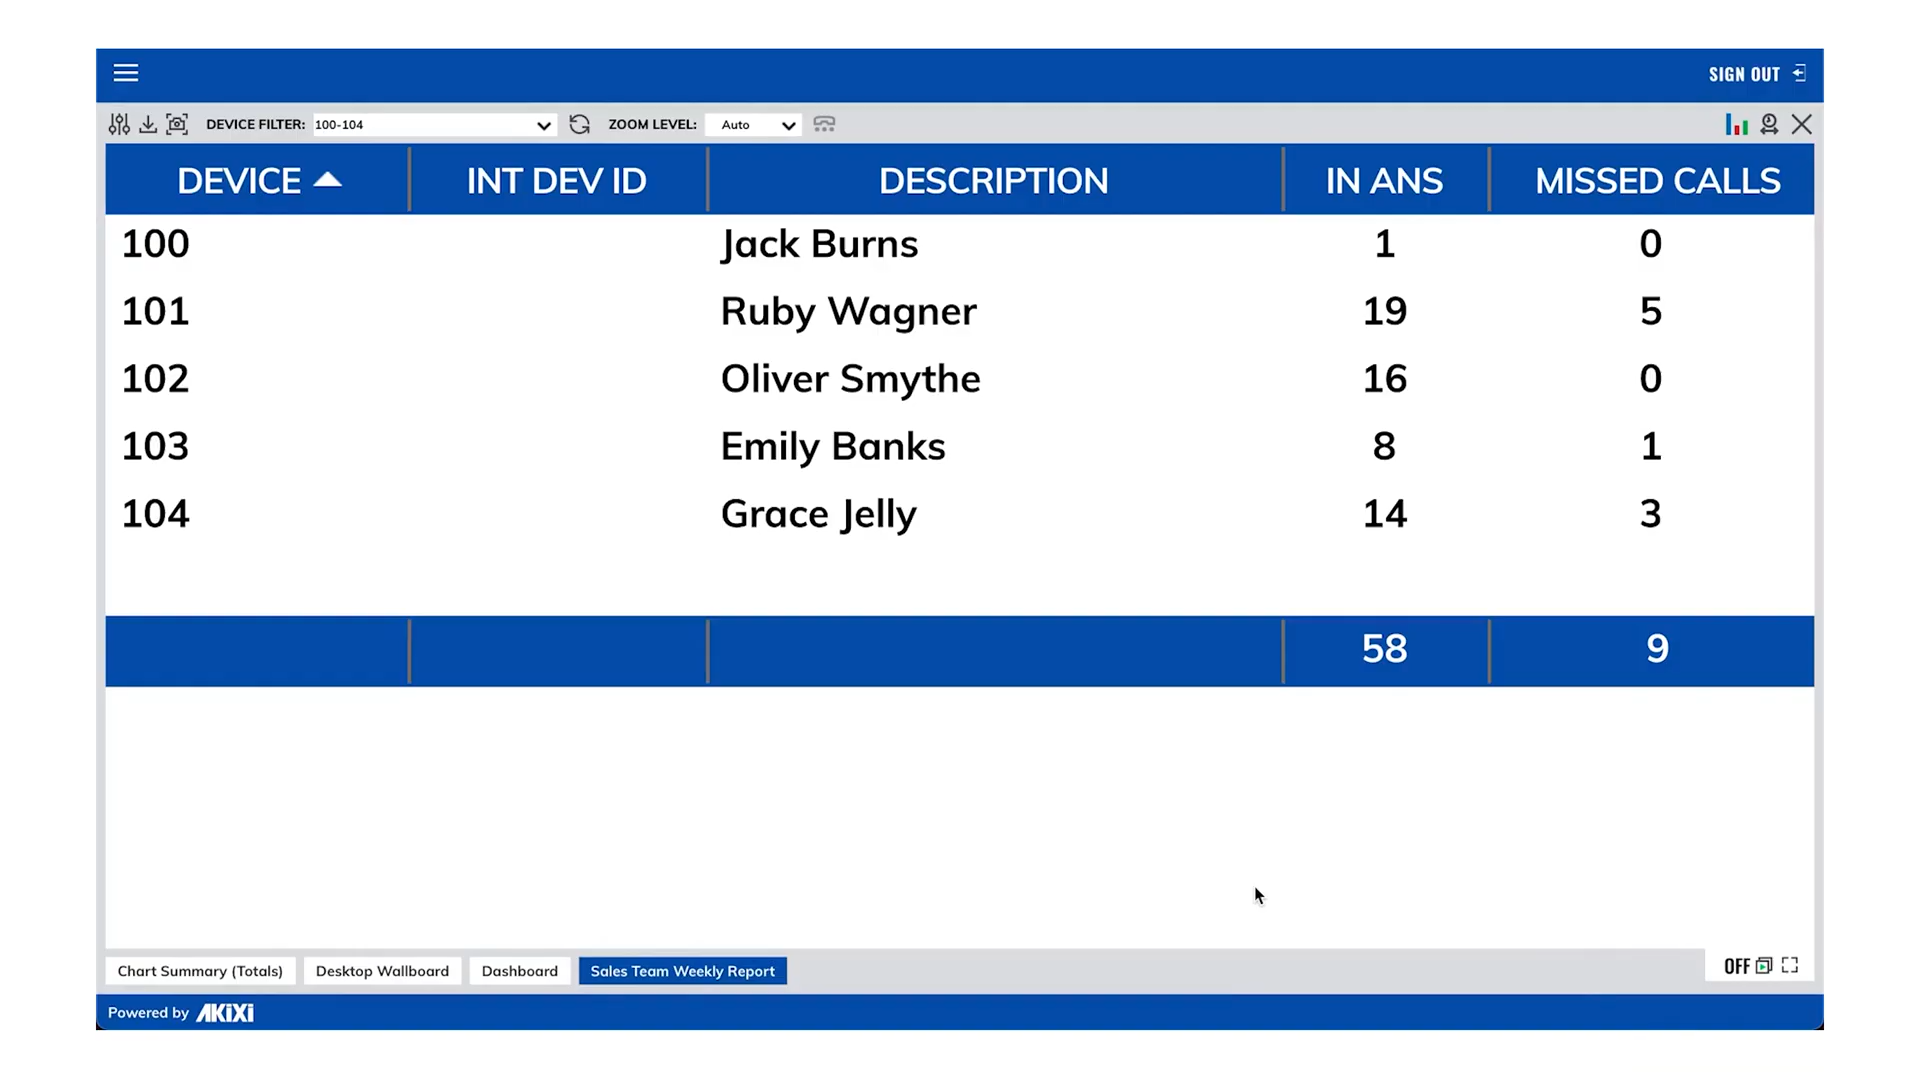 SIGN OUT
DEVICE FILTER: 100-104 ZOOM LEVEL: Auto
DEVICE INT DEV ID DESCRIPTION IN ANS MISSED CALLS
100 Jack Burns 1 0
101 Ruby Wagner 19 5
102 Oliver Smythe 16 0
103 Emily Banks 8 1
104 Grace Jelly 14 3
58 9
Chart Summary (Totals) Desktop Wallboard Dashboard Sales Team Weekly Report OFF
Powered by AKIXI